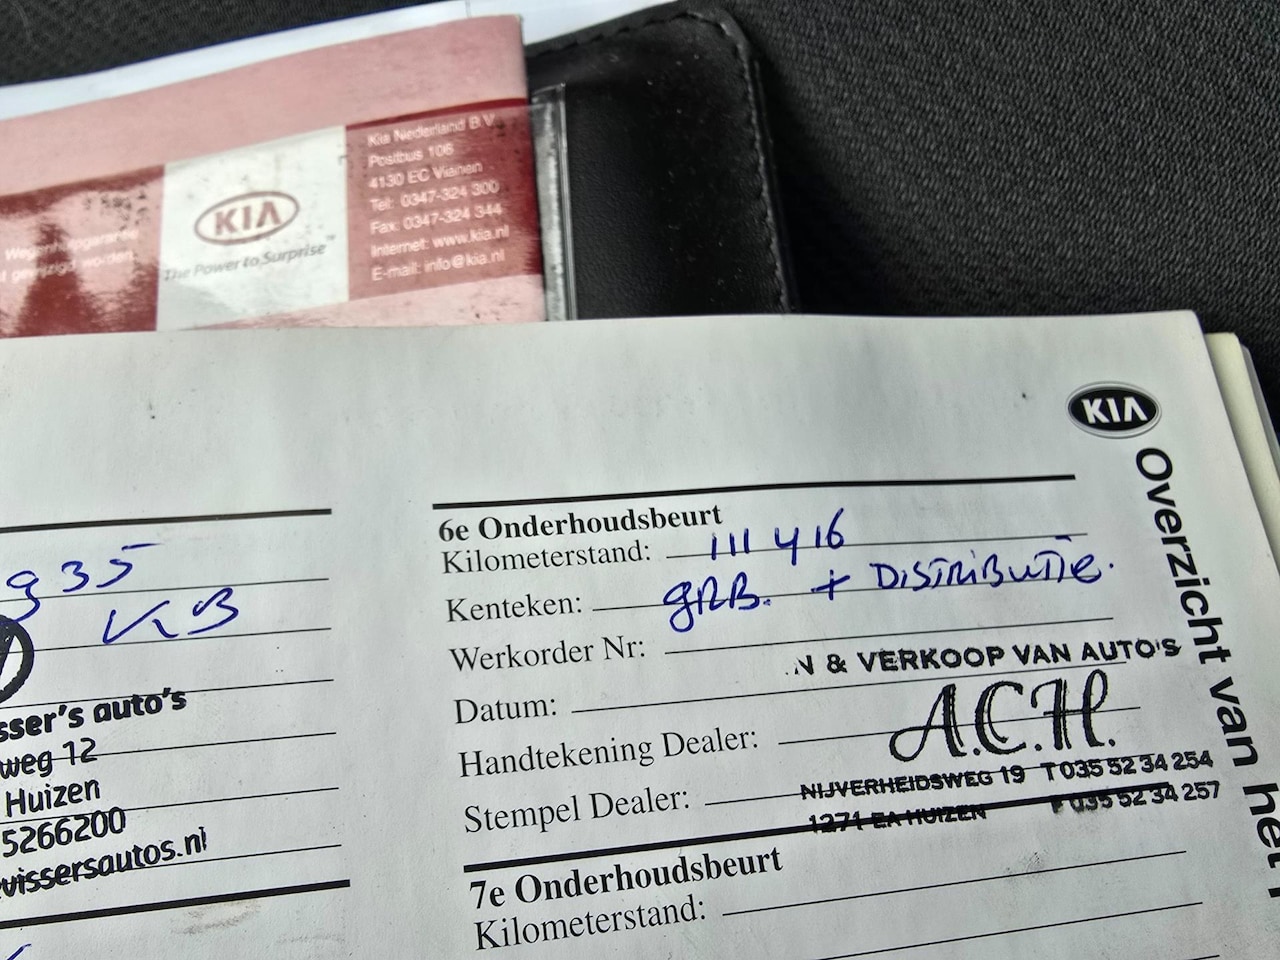 Kia Nederland B.V.
Postbus 106
4130 EC Vianen
Tel: 0347-324 300
Fax: 0347-324 344
Internet: www.kia.nl
E-mail: info@kia.nl
KIA
The Power to Surprise™
worden
KIA
Overzicht van het
935
KB
sser's auto's
weg 12
Huizen
5266200
vissersautos.nl
6e Onderhoudsbeurt
Kilometerstand: 111 416
Kenteken: GRB. + DISTRIBUTIE.
Werkorder Nr:
N & VERKOOP VAN AUTO'S
Datum:
A.C.H.
Handtekening Dealer:
NIJVERHEIDSWEG 19 T 035 52 34 254
Stempel Dealer:
1271 EA HUIZEN F 035 52 34 257
7e Onderhoudsbeurt
Kilometerstand: